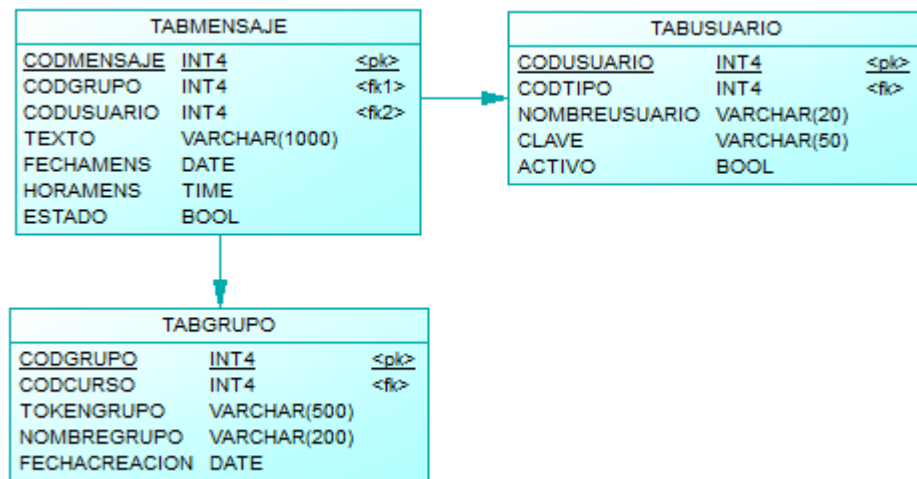 TABMENSAJE
CODMENSAJE INT4 <pk>
CODGRUPO INT4 <fk1>
CODUSUARIO INT4 <fk2>
TEXTO VARCHAR(1000)
FECHAMENS DATE
HORAMENS TIME
ESTADO BOOL
TABUSUARIO
CODUSUARIO INT4 <pk>
CODTIPO INT4 <fk>
NOMBREUSUARIO VARCHAR(20)
CLAVE VARCHAR(50)
ACTIVO BOOL
TABGRUPO
CODGRUPO INT4 <pk>
CODCURSO INT4 <fk>
TOKENGRUPO VARCHAR(500)
NOMBREGRUPO VARCHAR(200)
FECHACREACION DATE